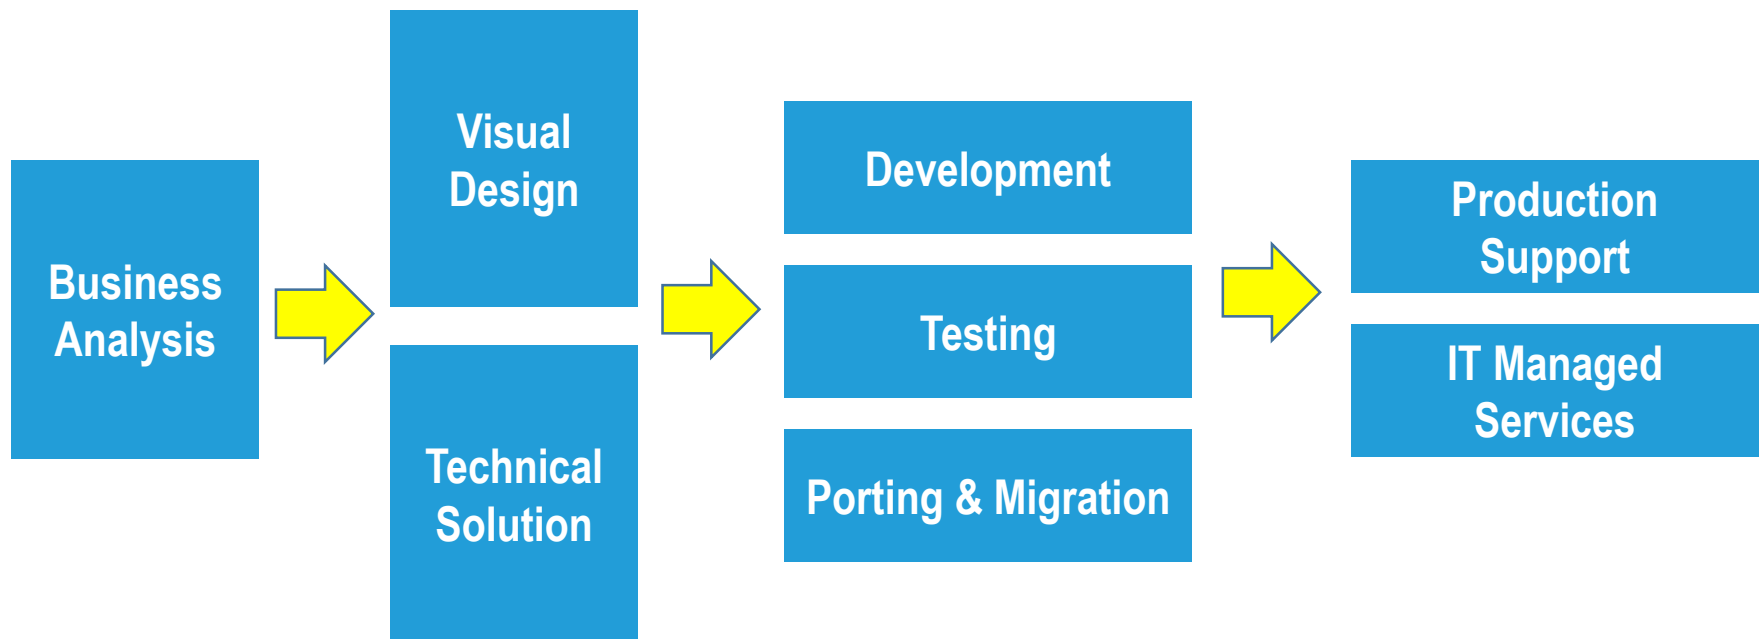 Business
Analysis
Visual
Design
Technical
Solution
Development
Testing
Porting & Migration
Production
Support
IT Managed
Services